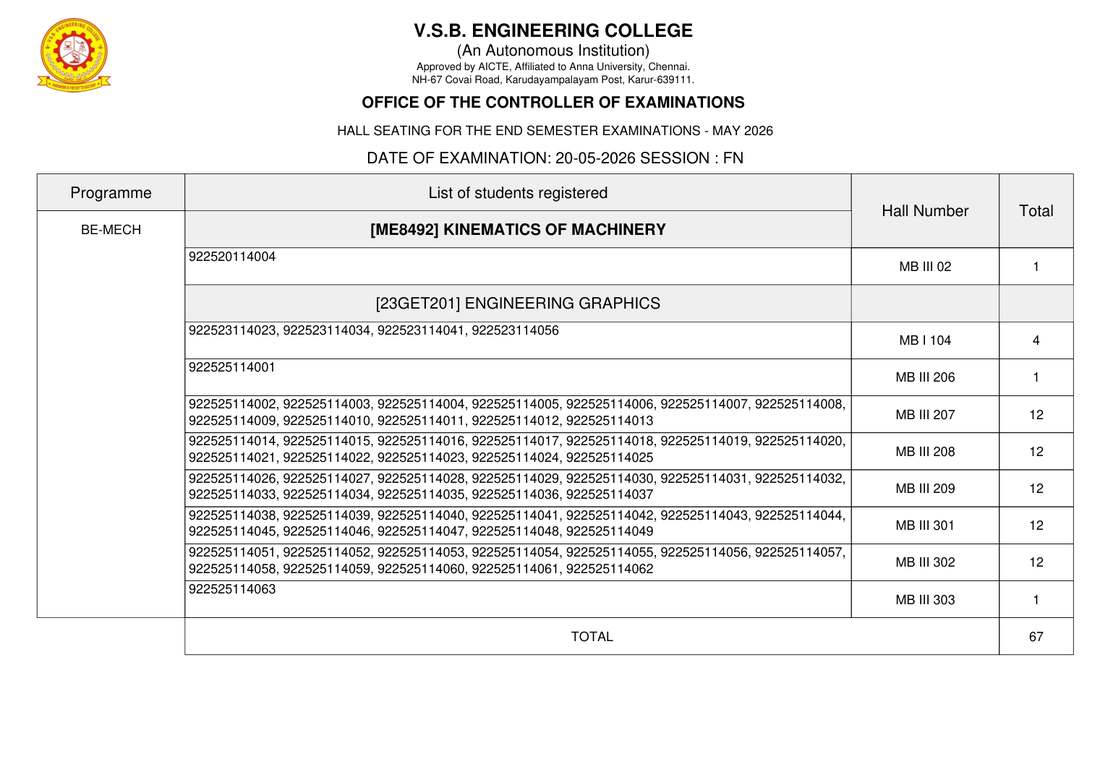 V.S.B. ENGINEERING COLLEGE
(An Autonomous Institution)
Approved by AICTE, Affiliated to Anna University, Chennai.
NH-67 Covai Road, Karudayampalayam Post, Karur-639111.
OFFICE OF THE CONTROLLER OF EXAMINATIONS
HALL SEATING FOR THE END SEMESTER EXAMINATIONS - MAY 2026
DATE OF EXAMINATION: 20-05-2026 SESSION : FN
Programme List of students registered Hall Number Total
BE-MECH [ME8492] KINEMATICS OF MACHINERY
922520114004 MB III 02 1
[23GET201] ENGINEERING GRAPHICS
922523114023, 922523114034, 922523114041, 922523114056 MB I 104 4
922525114001 MB III 206 1
922525114002, 922525114003, 922525114004, 922525114005, 922525114006, 922525114007, 922525114008,
922525114009, 922525114010, 922525114011, 922525114012, 922525114013 MB III 207 12
922525114014, 922525114015, 922525114016, 922525114017, 922525114018, 922525114019, 922525114020,
922525114021, 922525114022, 922525114023, 922525114024, 922525114025 MB III 208 12
922525114026, 922525114027, 922525114028, 922525114029, 922525114030, 922525114031, 922525114032,
922525114033, 922525114034, 922525114035, 922525114036, 922525114037 MB III 209 12
922525114038, 922525114039, 922525114040, 922525114041, 922525114042, 922525114043, 922525114044,
922525114045, 922525114046, 922525114047, 922525114048, 922525114049 MB III 301 12
922525114051, 922525114052, 922525114053, 922525114054, 922525114055, 922525114056, 922525114057,
922525114058, 922525114059, 922525114060, 922525114061, 922525114062 MB III 302 12
922525114063 MB III 303 1
TOTAL 67